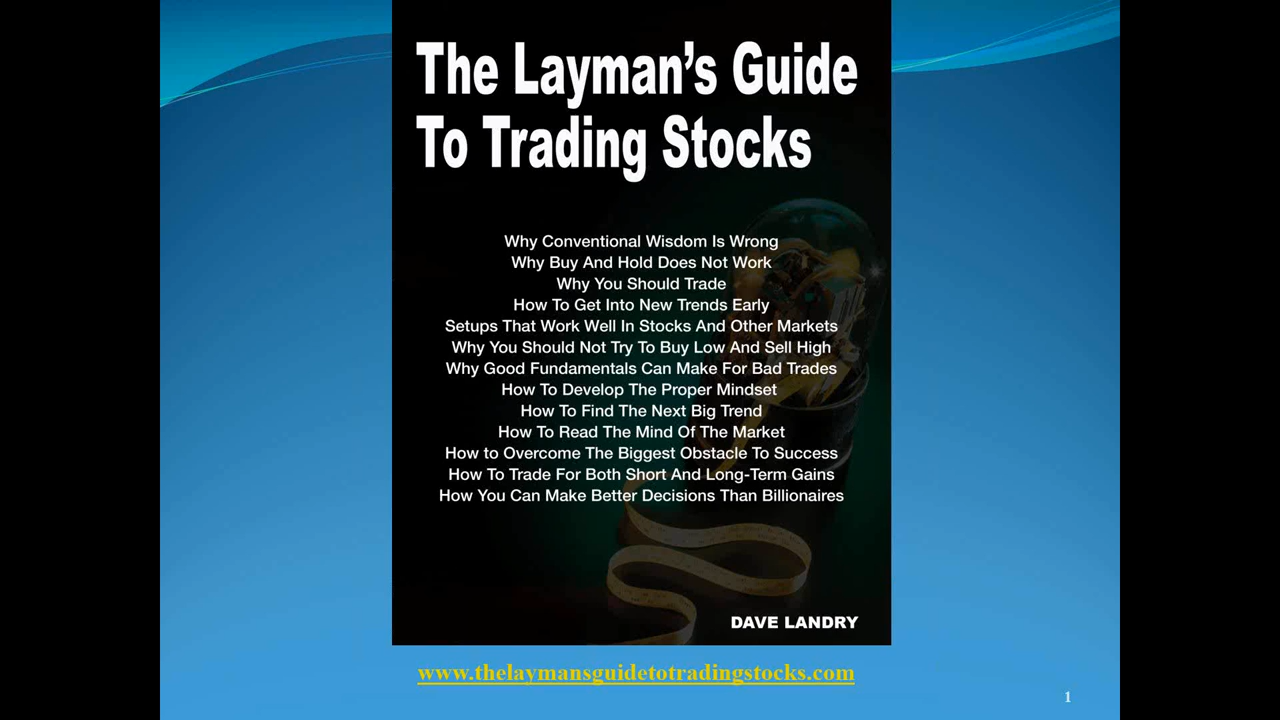 The Layman's Guide
To Trading Stocks
Why Conventional Wisdom Is Wrong
Why Buy And Hold Does Not Work
Why You Should Trade
How To Get Into New Trends Early
Setups That Work Well In Stocks And Other Markets
Why You Should Not Try To Buy Low And Sell High
Why Good Fundamentals Can Make For Bad Trades
How To Develop The Proper Mindset
How To Find The Next Big Trend
How To Read The Mind Of The Market
How to Overcome The Biggest Obstacle To Success
How To Trade For Both Short And Long-Term Gains
How You Can Make Better Decisions Than Billionaires
DAVE LANDRY
www.thelaymansguidetotradingstocks.com
1